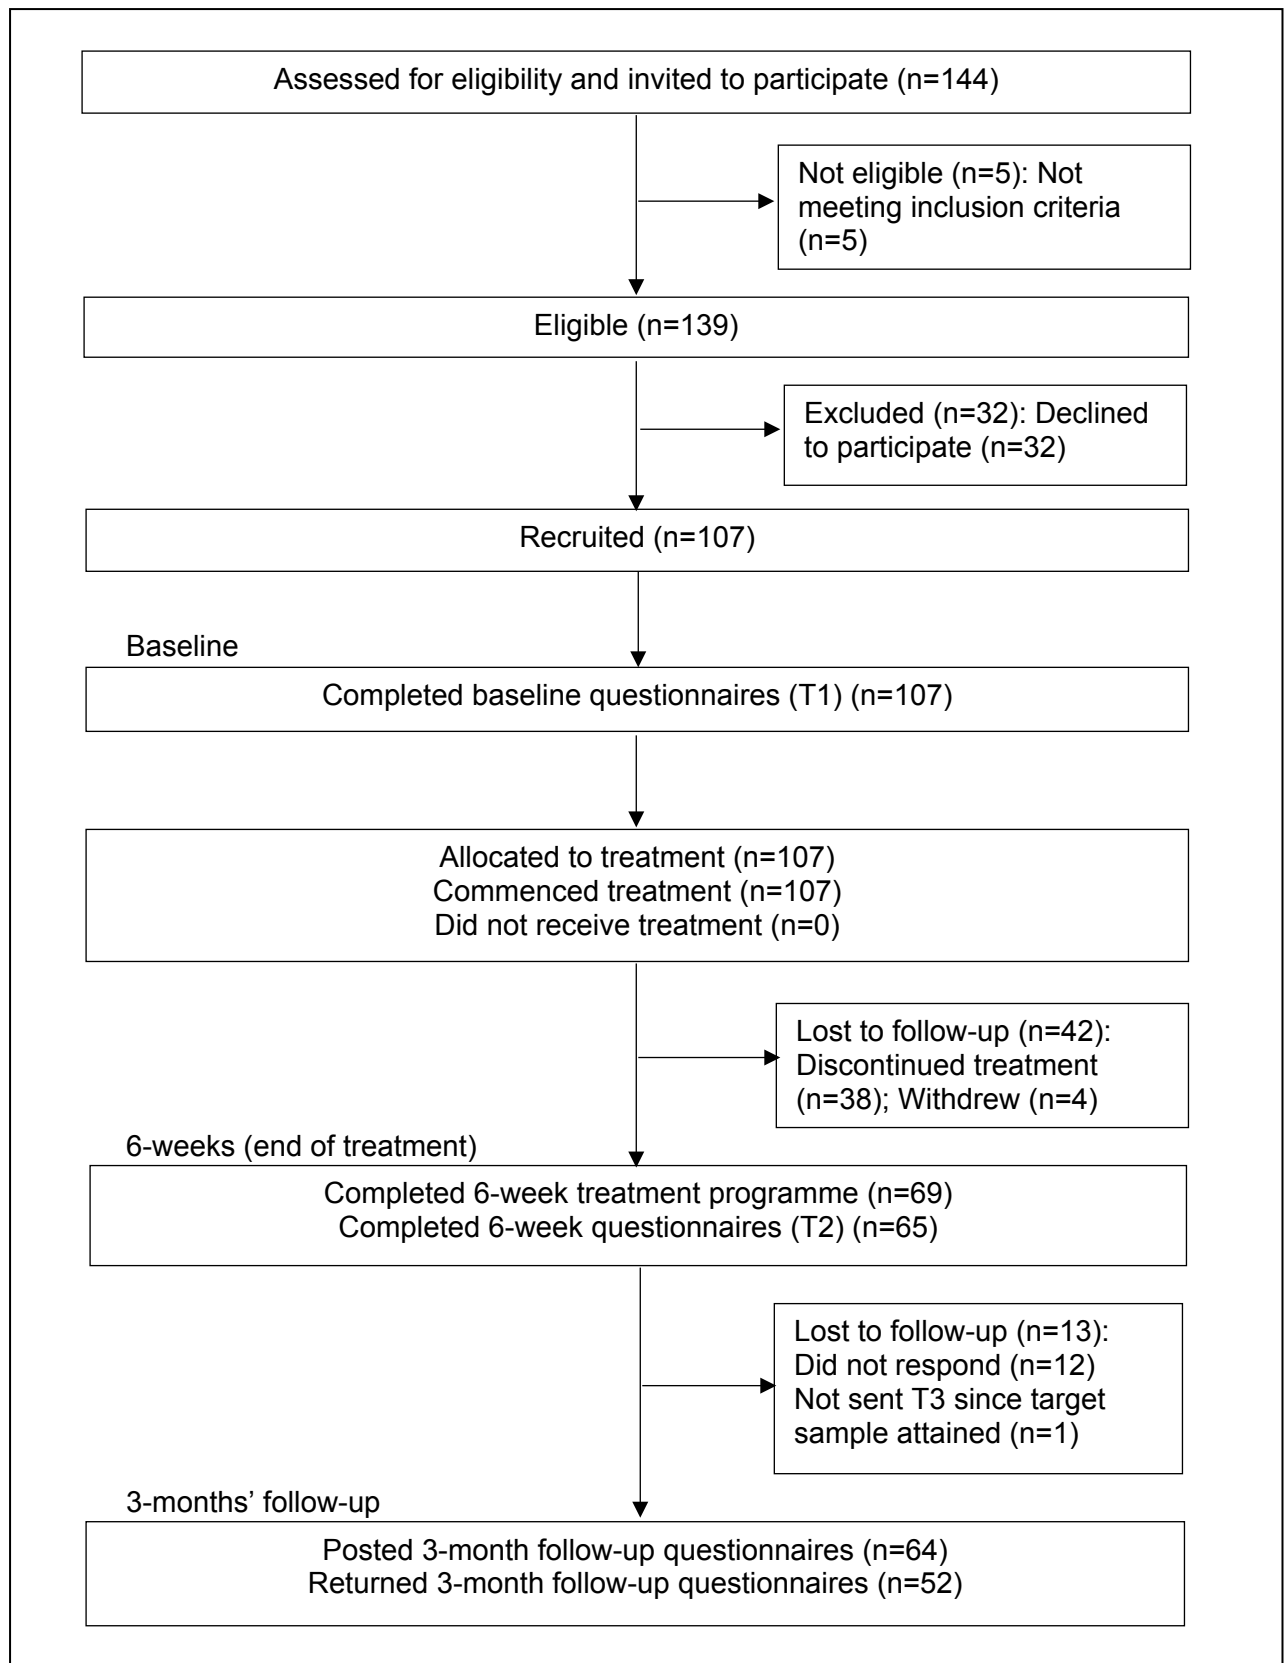 Assessed for eligibility and invited to participate (n=144)
Not eligible (n=5): Not
meeting inclusion criteria
(n=5)
Eligible (n=139)
Excluded (n=32): Declined
to participate (n=32)
Recruited (n=107)
Baseline
Completed baseline questionnaires (T1) (n=107)
Allocated to treatment (n=107)
Commenced treatment (n=107)
Did not receive treatment (n=0)
Lost to follow-up (n=42):
Discontinued treatment
(n=38); Withdrew (n=4)
6-weeks (end of treatment)
Completed 6-week treatment programme (n=69)
Completed 6-week questionnaires (T2) (n=65)
Lost to follow-up (n=13):
Did not respond (n=12)
Not sent T3 since target
sample attained (n=1)
3-months’ follow-up
Posted 3-month follow-up questionnaires (n=64)
Returned 3-month follow-up questionnaires (n=52)